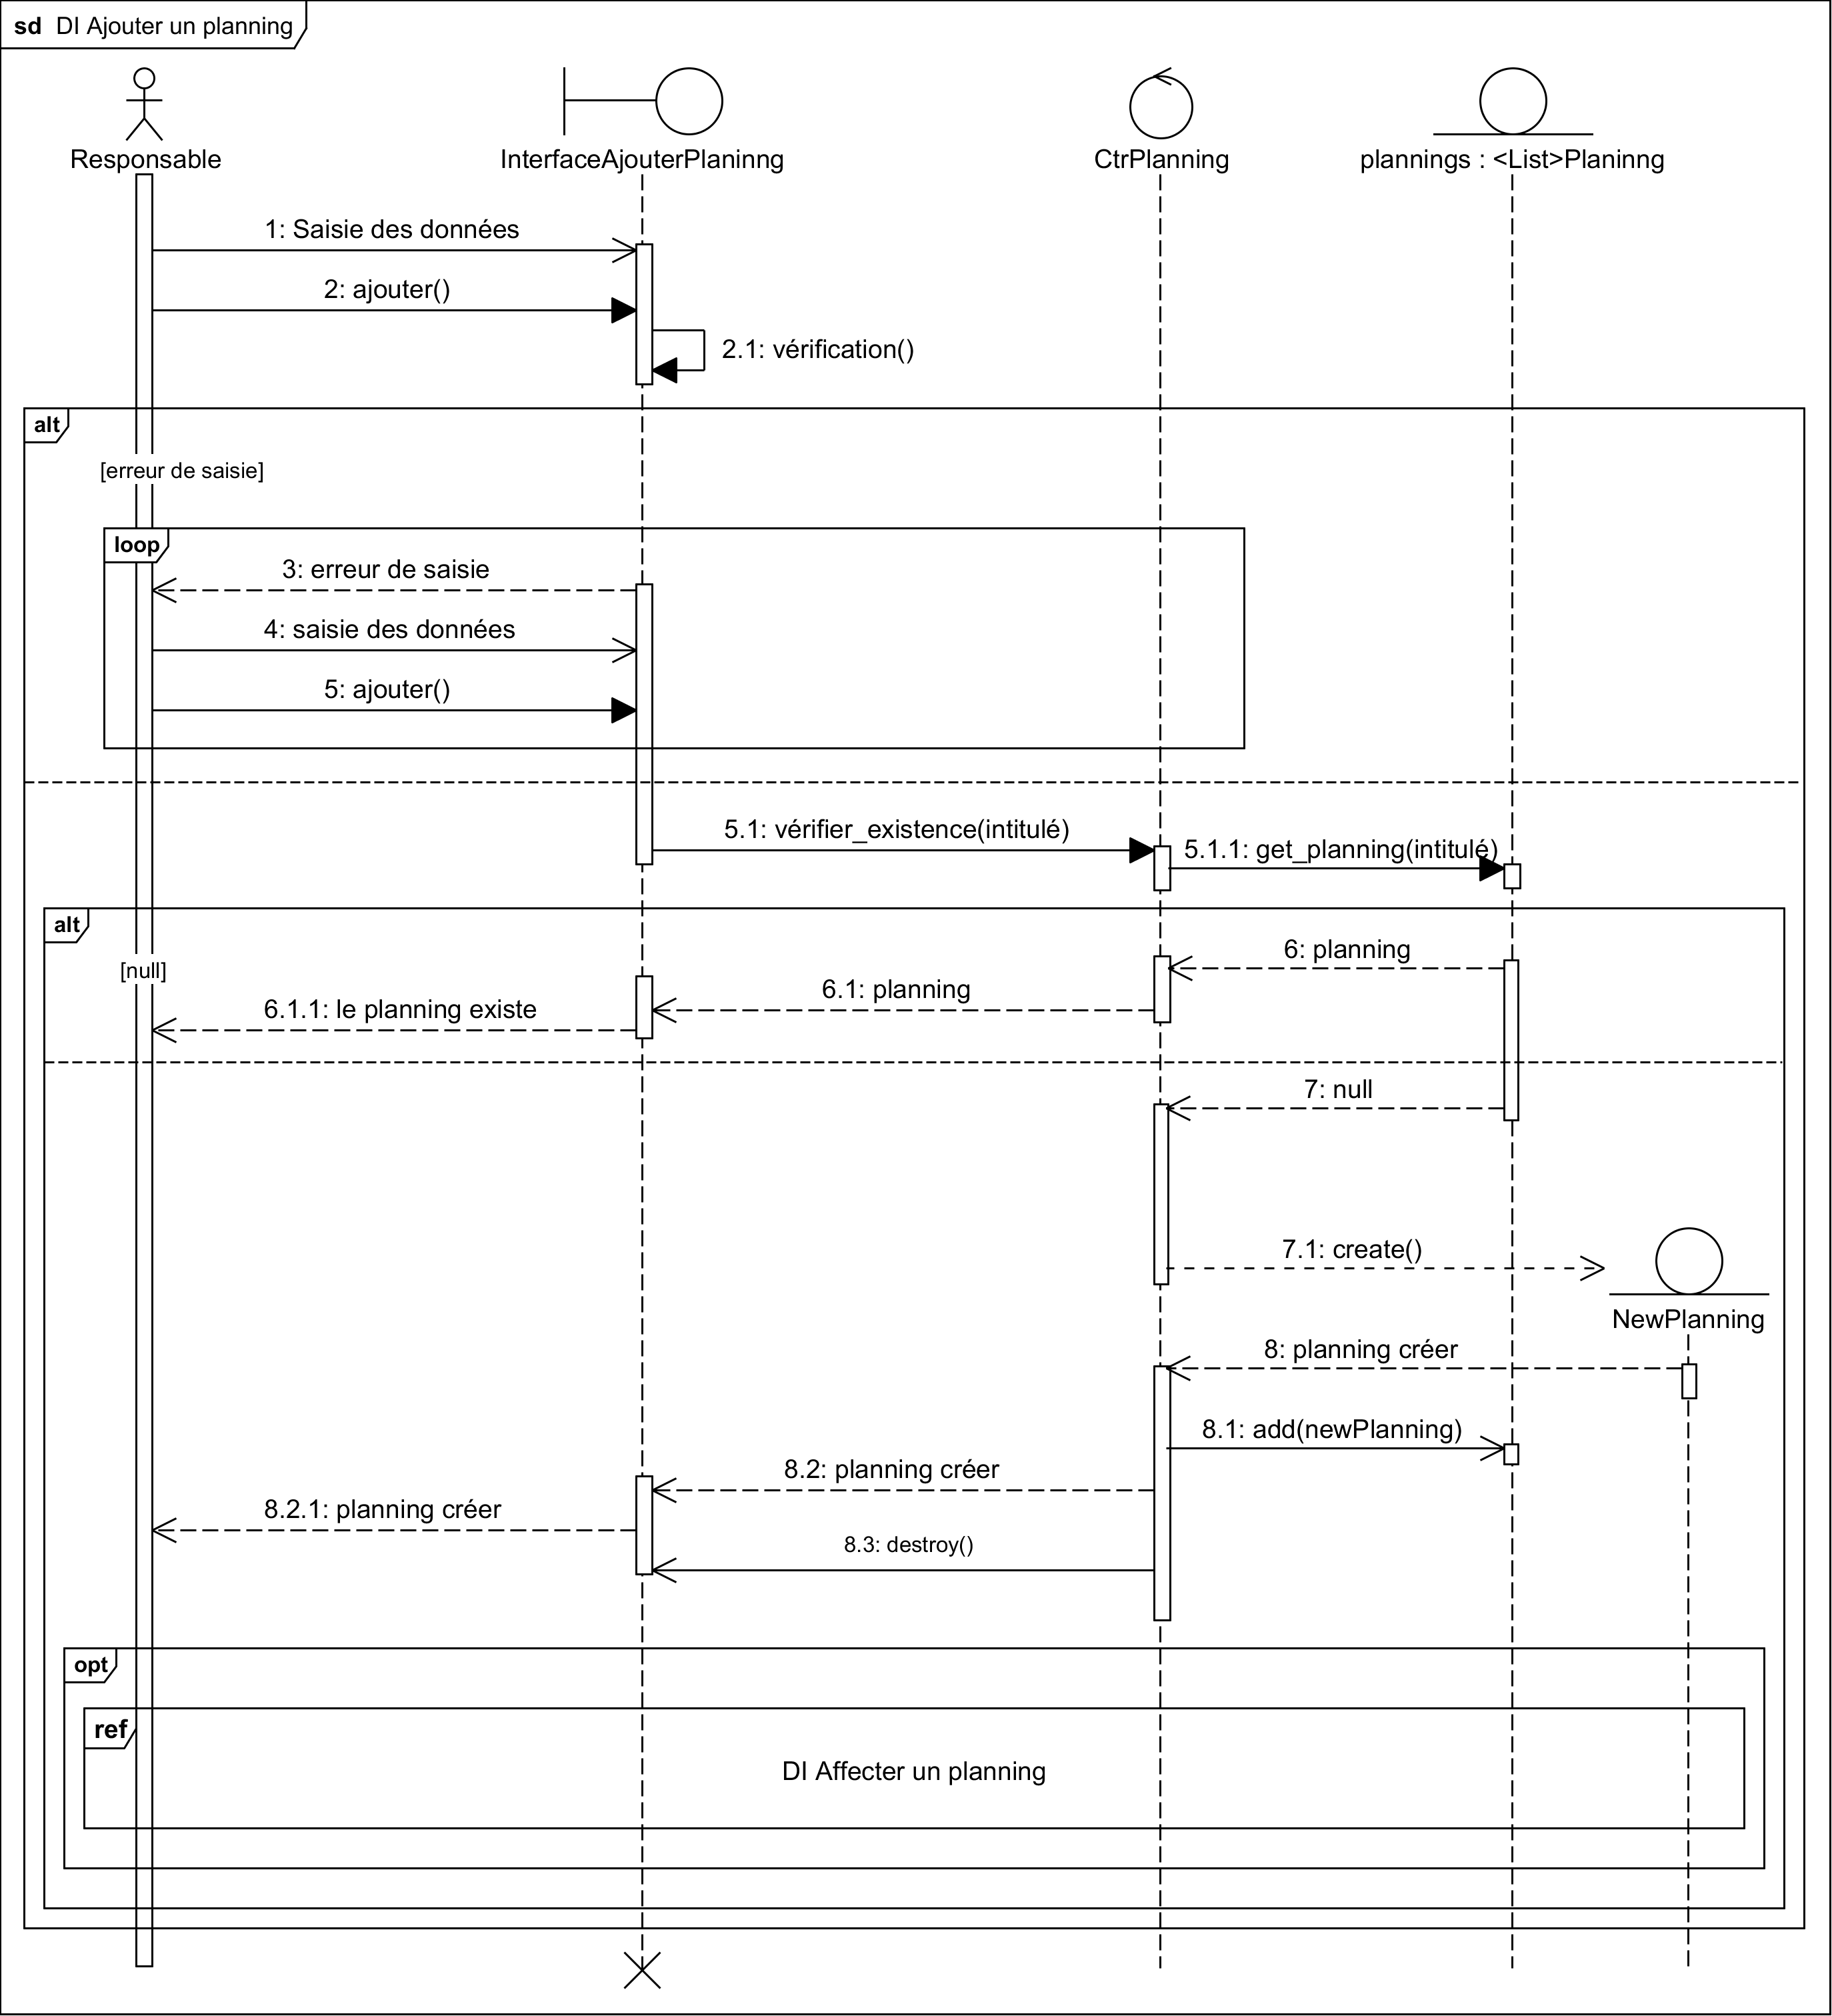 sd DI Ajouter un planning
Responsable
InterfaceAjouterPlaninng
CtrPlanning
plannings : <List>Planinng
1: Saisie des données
2: ajouter()
2.1: vérification()
alt
[erreur de saisie]
loop
3: erreur de saisie
4: saisie des données
5: ajouter()
5.1: vérifier_existence(intitulé)
5.1.1: get_planning(intitulé)
alt
[null]
6: planning
6.1: planning
6.1.1: le planning existe
7: null
7.1: create()
NewPlanning
8: planning créer
8.1: add(newPlanning)
8.2: planning créer
8.2.1: planning créer
8.3: destroy()
opt
ref
DI Affecter un planning